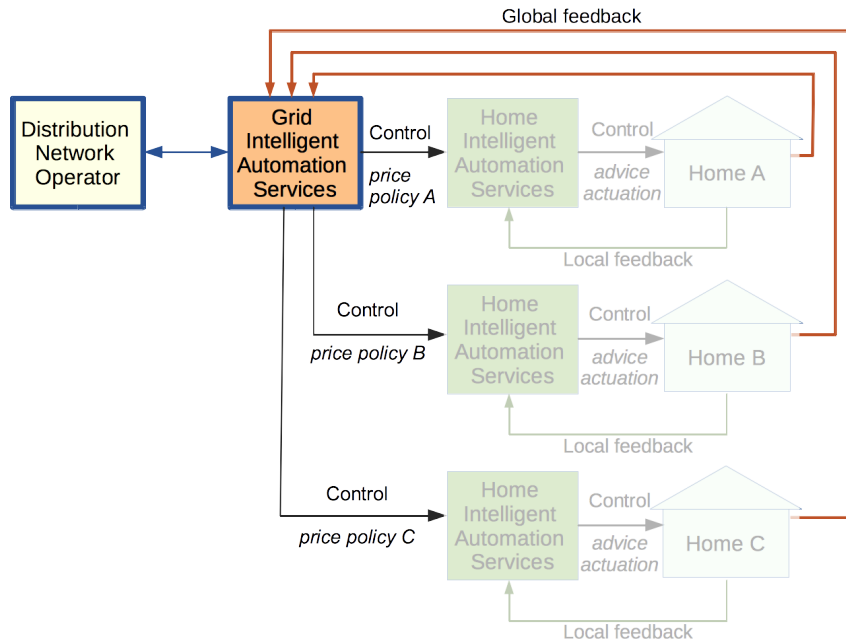 Global feedback
Distribution
Network
Operator
Grid
Intelligent
Automation
Services
Control
price
policy A
Home
Intelligent
Automation
Services
Control
advice
actuation
Home A
Local feedback
Control
price policy B
Home
Intelligent
Automation
Services
Control
advice
actuation
Home B
Local feedback
Control
price policy C
Home
Intelligent
Automation
Services
Control
advice
actuation
Home C
Local feedback